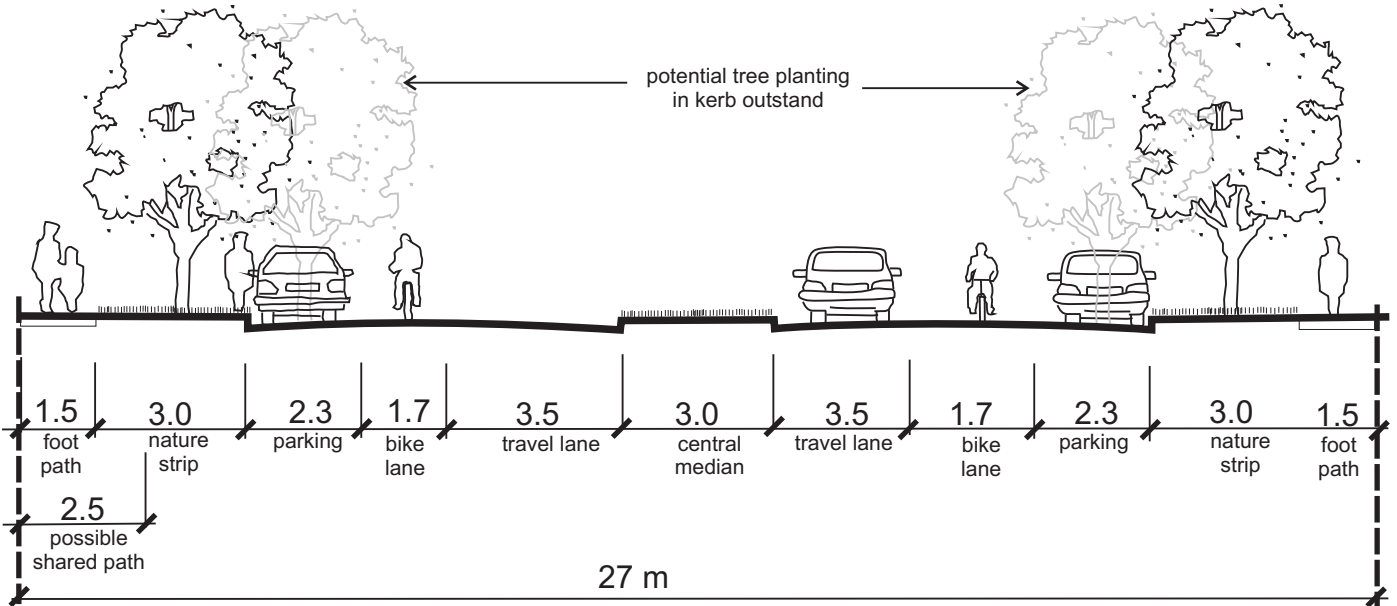 potential tree planting
in kerb outstand
1.5 3.0 2.3 1.7 3.5 3.0 3.5 1.7 2.3 3.0 1.5
foot nature parking bike travel lane central travel lane bike parking nature foot
path strip lane median lane strip path
2.5
possible
shared path
27 m